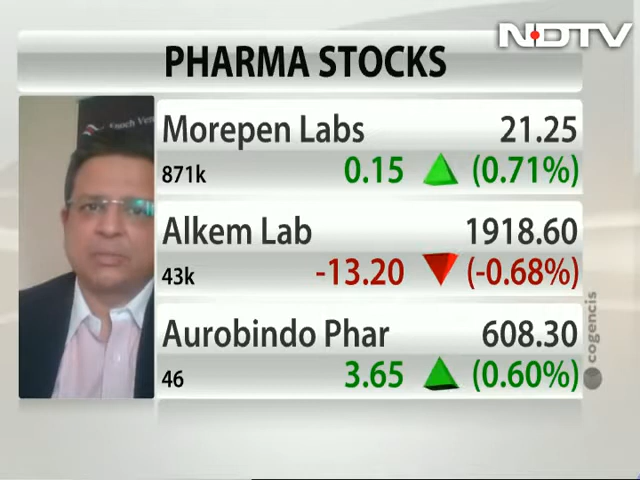 NDTV
PHARMA STOCKS
Morepen Labs 21.25
871k 0.15 (0.71%)
Alkem Lab 1918.60
43k -13.20 (-0.68%)
Aurobindo Phar 608.30
46 3.65 (0.60%)
cogencis